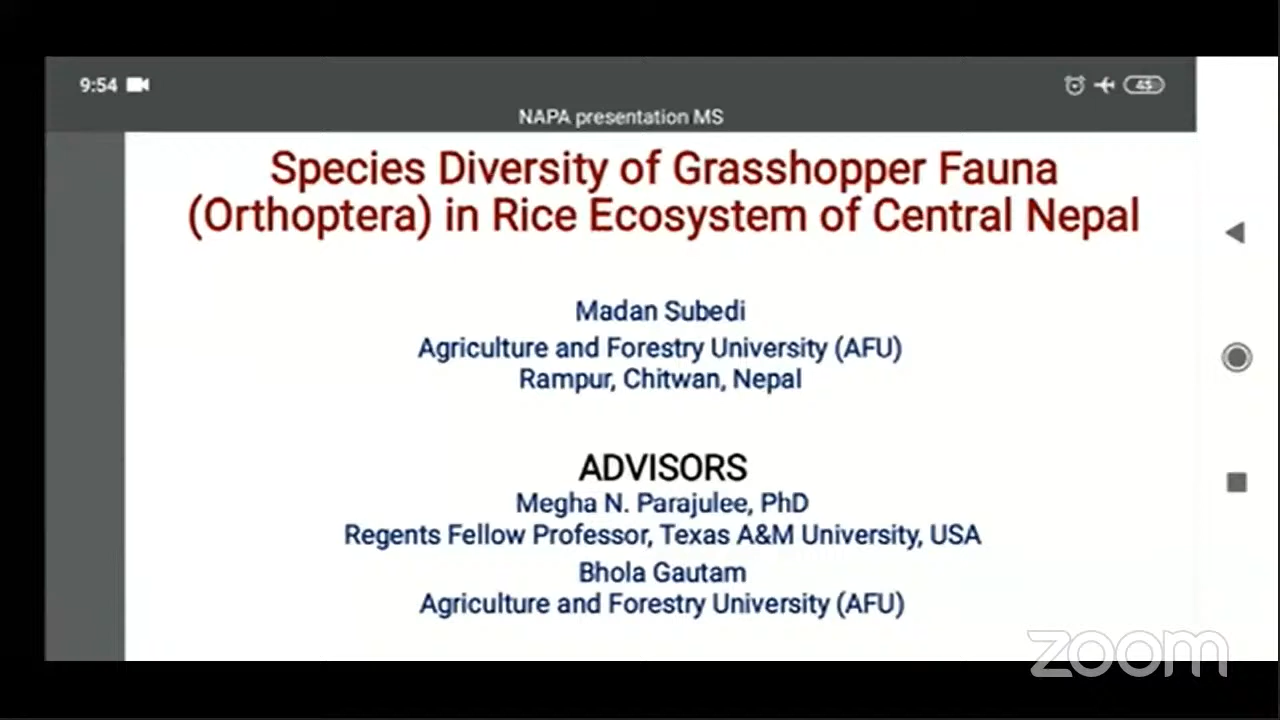 9:54
45
NAPA presentation MS
Species Diversity of Grasshopper Fauna
(Orthoptera) in Rice Ecosystem of Central Nepal
Madan Subedi
Agriculture and Forestry University (AFU)
Rampur, Chitwan, Nepal
ADVISORS
Megha N. Parajulee, PhD
Regents Fellow Professor, Texas A&M University, USA
Bhola Gautam
Agriculture and Forestry University (AFU)
zoom